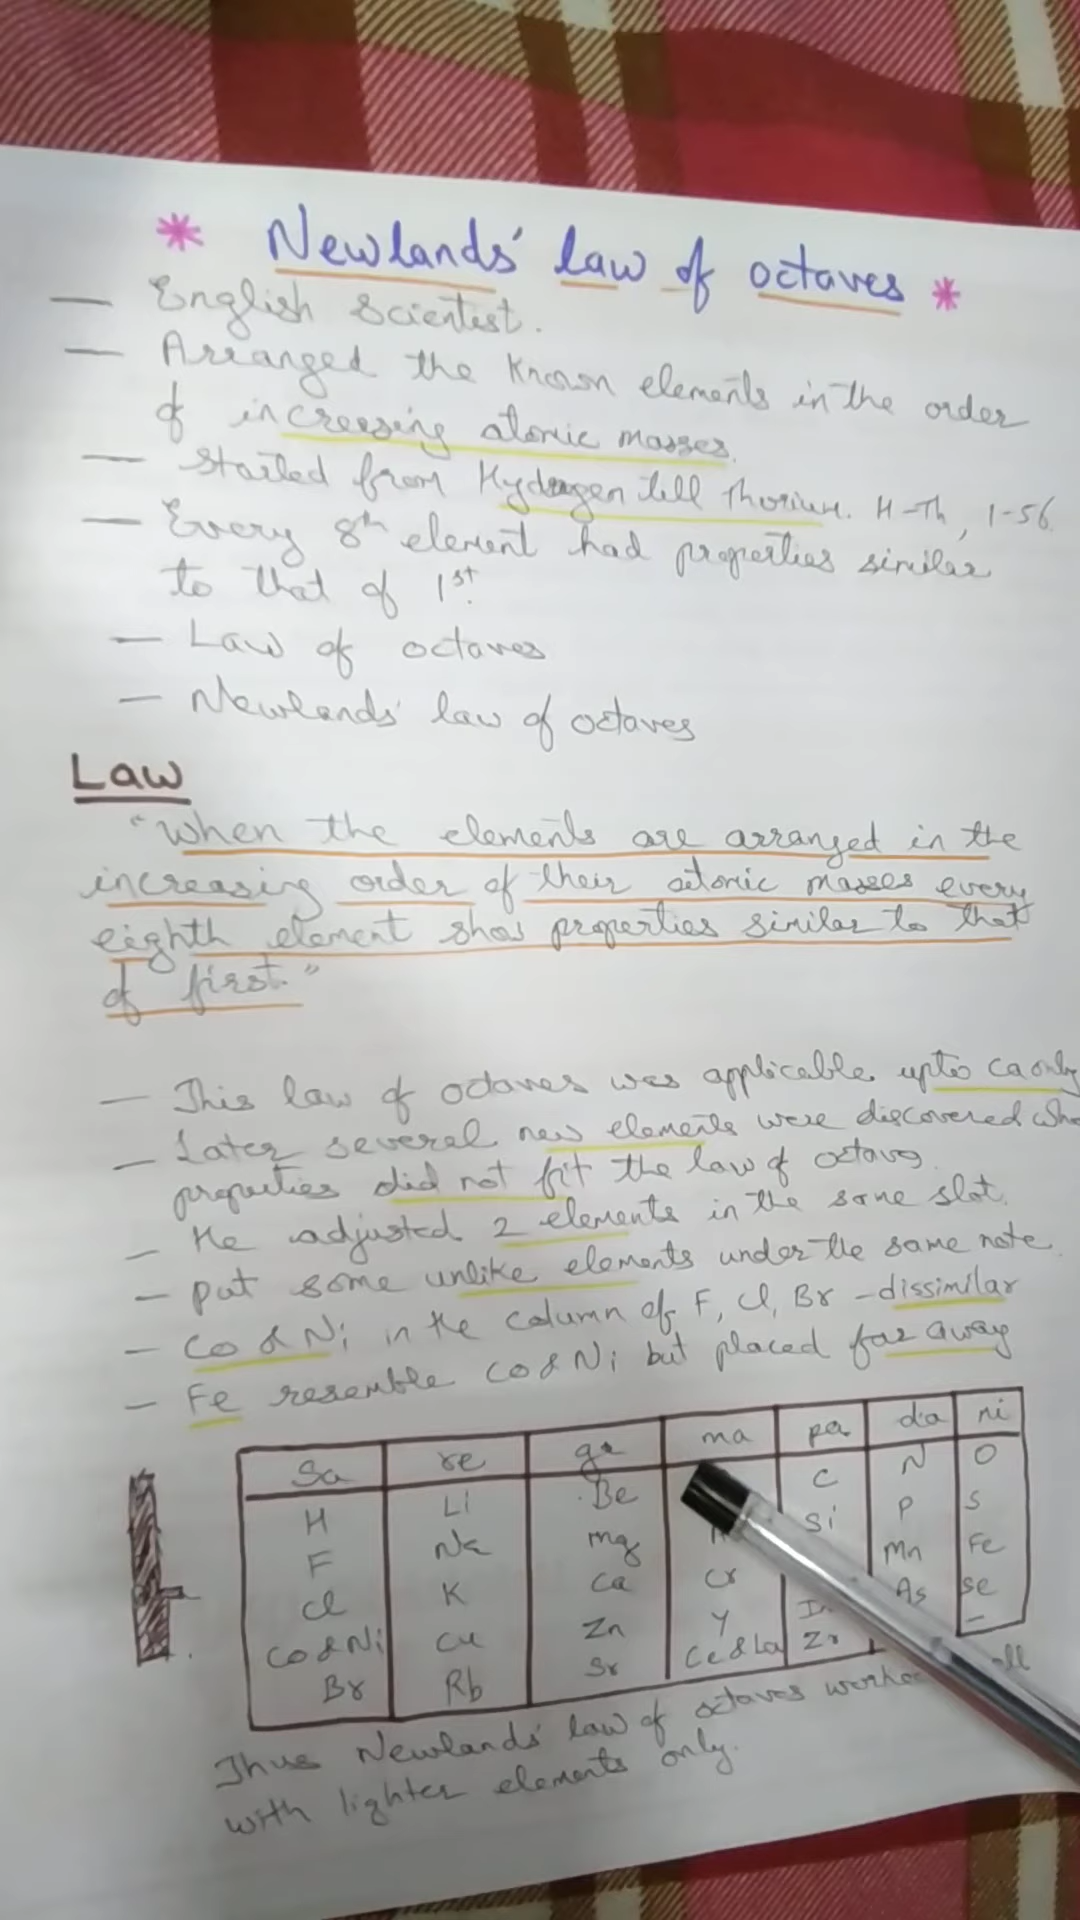 * Newlands' law of octaves *
— English scientist.
— Arranged the known elements in the order
of increesing atomic masses.
— started from Hydrogen till Thorium. H-Th, 1-56
— Every 8th element had properties similar
to that of 1st.
— Law of octaves
— Newlands' law of octaves
Law
"When the elements are arranged in the
increasing order of their atomic masses every
eighth element show properties similar to that
of first."
— This law of octaves was applicable upto Ca only
— Later several new elements were discovered
properties did not fit the law of octave.
— He adjusted 2 elements in the same slot.
— put some unlike elements under the same note.
— Co & Ni in the column of F, Cl, Br - dissimilar
— Fe resemble Co & Ni but placed far away
Sa re ga ma pa da ni
H Li Be C N O
F Na Mg Si P S
Cl K Ca Cr Mn Fe
Co & Ni Cu Zn Y As Se
Br Rb Sr Ce & La Zr —
Thus Newlands' law of octaves
with lighter elements only.